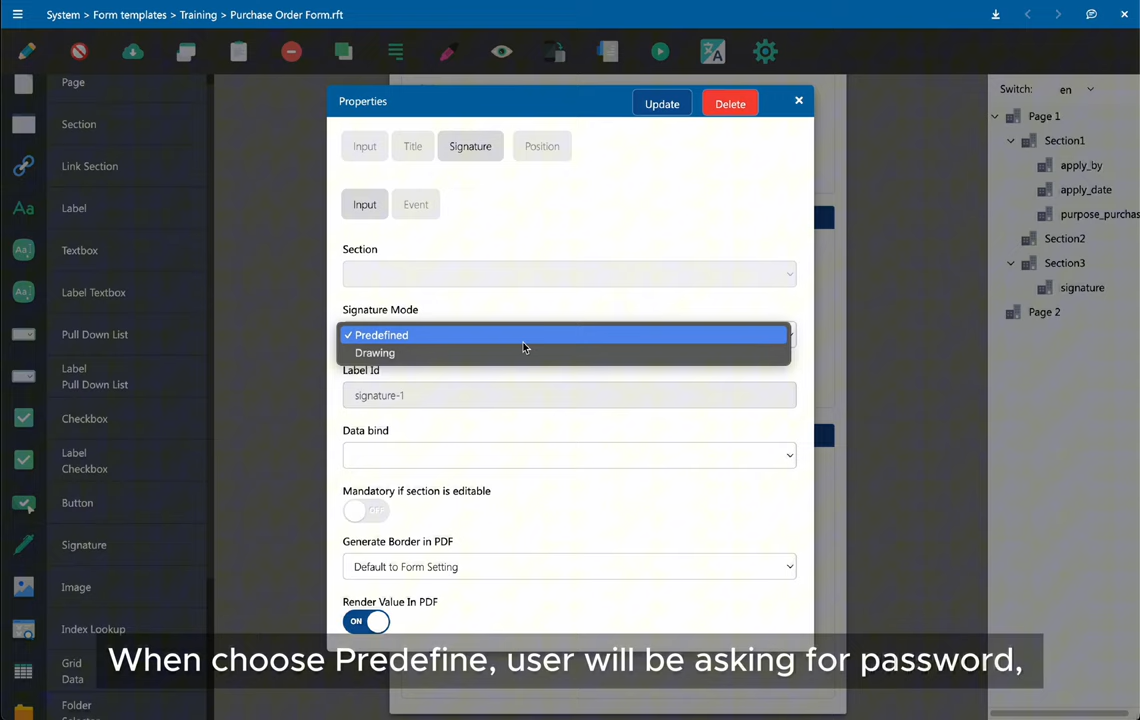 System > Form templates > Training > Purchase Order Form.rft
Page
Section
Link Section
Label
Textbox
Label Textbox
Pull Down List
Label
Pull Down List
Checkbox
Label
Checkbox
Button
Signature
Image
Index Lookup
Grid
Data
Folder
Aa
Aa
Aa
Properties
Update
Delete
Input
Title
Signature
Position
Input
Event
Section
Signature Mode
✓ Predefined
Drawing
Label Id
signature-1
Data bind
Mandatory if section is editable
OFF
Generate Border in PDF
Default to Form Setting
Render Value In PDF
ON
Switch:
en
Page 1
Section1
apply_by
apply_date
purpose_purchas
Section2
Section3
signature
Page 2
When choose Predefine, user will be asking for password,